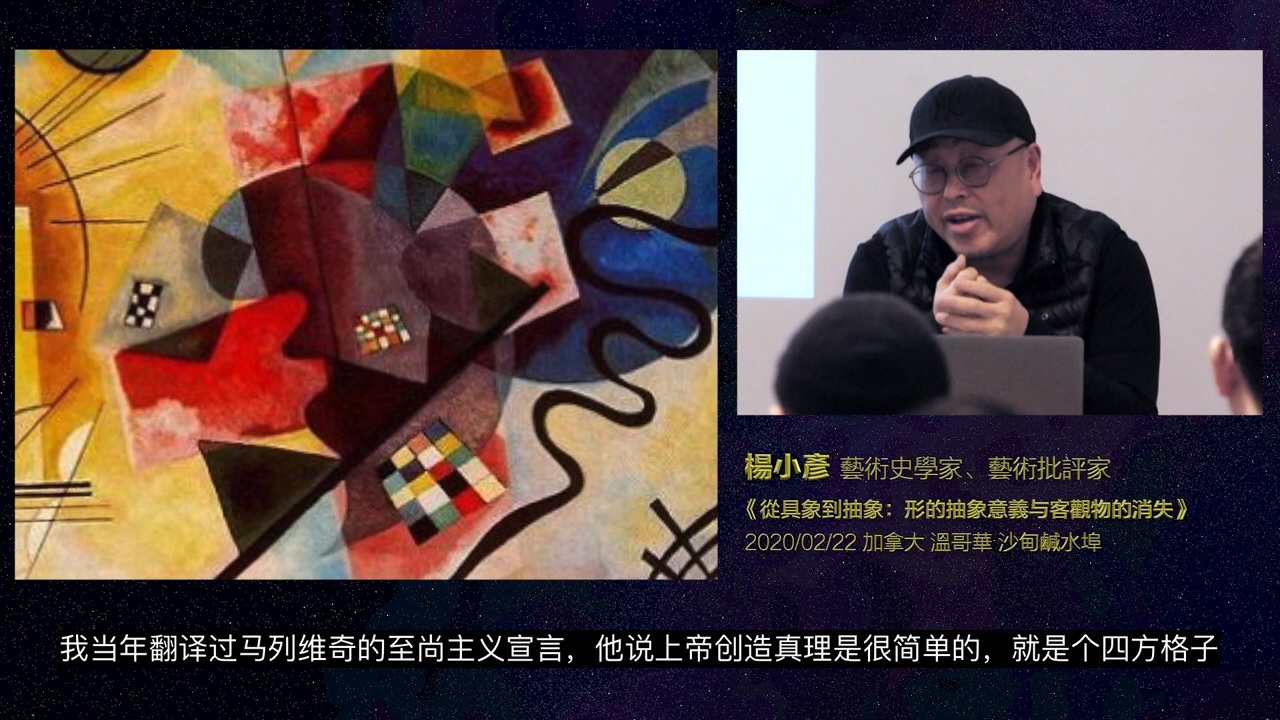 楊小彥 藝術史學家、藝術批評家
《從具象到抽象：形的抽象意義与客觀物的消失》
2020/02/22 加拿大 溫哥華 沙甸鹹水埠
我当年翻译过马列维奇的至尚主义宣言，他说上帝创造真理是很简单的，就是个四方格子